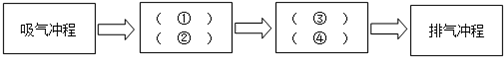 吸气冲程
（ ① ）
（ ② ）
（ ③ ）
（ ④ ）
排气冲程